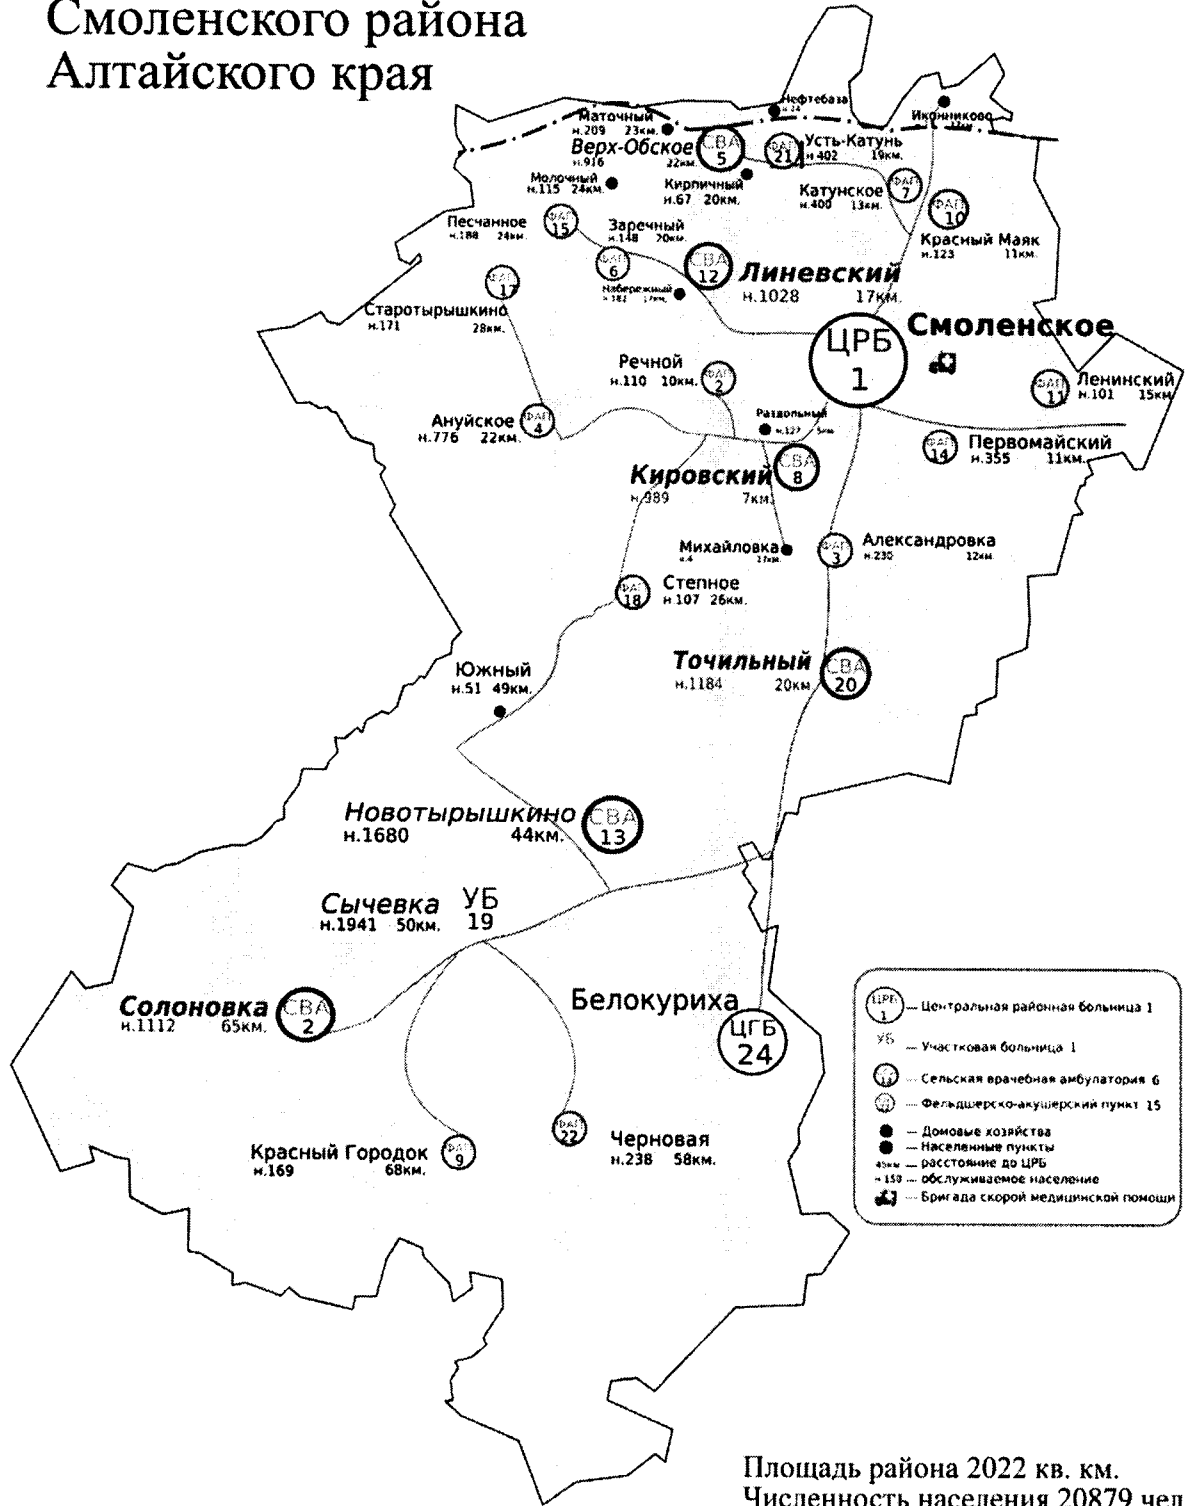 Смоленского района
Алтайского края
Нефтебаза
н.24
Иконниково
Маточный
н.209 23км.
Верх-Обское
н.916 22км.
СВА
5
ФАП
21
Усть-Катунь
н 402 19км.
Молочный
н.115 24км.
Кирпичный
н.67 20км.
Катунское
н.400 13км.
ФАП
7
ФАП
10
Красный Маяк
н.123 11км.
Песчанное
н.188 24км.
ФАП
15
Заречный
н.148 20км.
ФАП
6
СВА
12
Линевский
н.1028 17км.
Набережный
17км.
ФАП
17
Старотырышкино
н.171 28км.
ЦРБ
1
Смоленское
Речной
н.110 10км.
ФАП
2
Ленинский
н.101 15км
ФАП
11
Ануйское
н.776 22км.
ФАП
4
Раздольный
н.127 5км.
ФАП
14
Первомайский
н.355 11км.
Кировский
н.989 7км.
СВА
8
Михайловка
н.4 17км.
ФАП
3
Александровка
н.230 12км.
ФАП
18
Степное
н 107 26км.
Южный
н.51 49км.
Точильный
н.1184 20км
СВА
20
Новотырышкино
н.1680 44км.
СВА
13
Сычевка
н.1941 50км.
УБ
19
Солоновка
н.1112 65км.
СВА
2
Белокуриха
ЦГБ
24
Красный Городок
н.169 68км.
ФАП
9
ФАП
22
Черновая
н.238 58км.
ЦРБ
1
— Центральная районная больница 1
УБ — Участковая больница 1
— Сельская врачебная амбулатория 6
— Фельдшерско-акушерский пункт 15
— Домовые хозяйства
— Населенные пункты
45км — расстояние до ЦРБ
н 150 — обслуживаемое население
— Бригада скорой медицинской помощи
Площадь района 2022 кв. км.
Численность населения 20879 чел